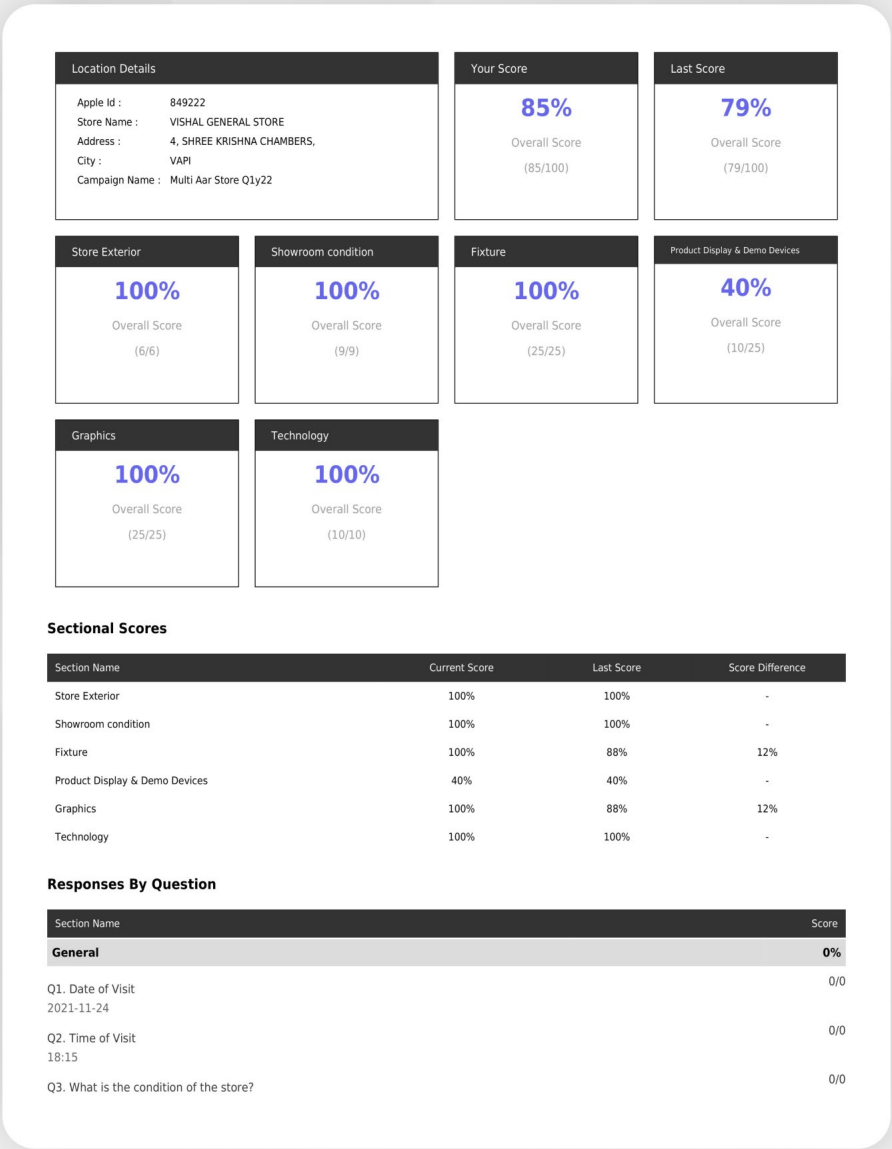 Location Details
Apple Id : 849222
Store Name : VISHAL GENERAL STORE
Address : 4, SHREE KRISHNA CHAMBERS,
City : VAPI
Campaign Name : Multi Aar Store Q1y22
Your Score
85%
Overall Score
(85/100)
Last Score
79%
Overall Score
(79/100)
Store Exterior
100%
Overall Score
(6/6)
Showroom condition
100%
Overall Score
(9/9)
Fixture
100%
Overall Score
(25/25)
Product Display & Demo Devices
40%
Overall Score
(10/25)
Graphics
100%
Overall Score
(25/25)
Technology
100%
Overall Score
(10/10)
Sectional Scores
Section Name Current Score Last Score Score Difference
Store Exterior 100% 100% -
Showroom condition 100% 100% -
Fixture 100% 88% 12%
Product Display & Demo Devices 40% 40% -
Graphics 100% 88% 12%
Technology 100% 100% -
Responses By Question
Section Name Score
General 0%
Q1. Date of Visit 0/0
2021-11-24
Q2. Time of Visit 0/0
18:15
Q3. What is the condition of the store? 0/0